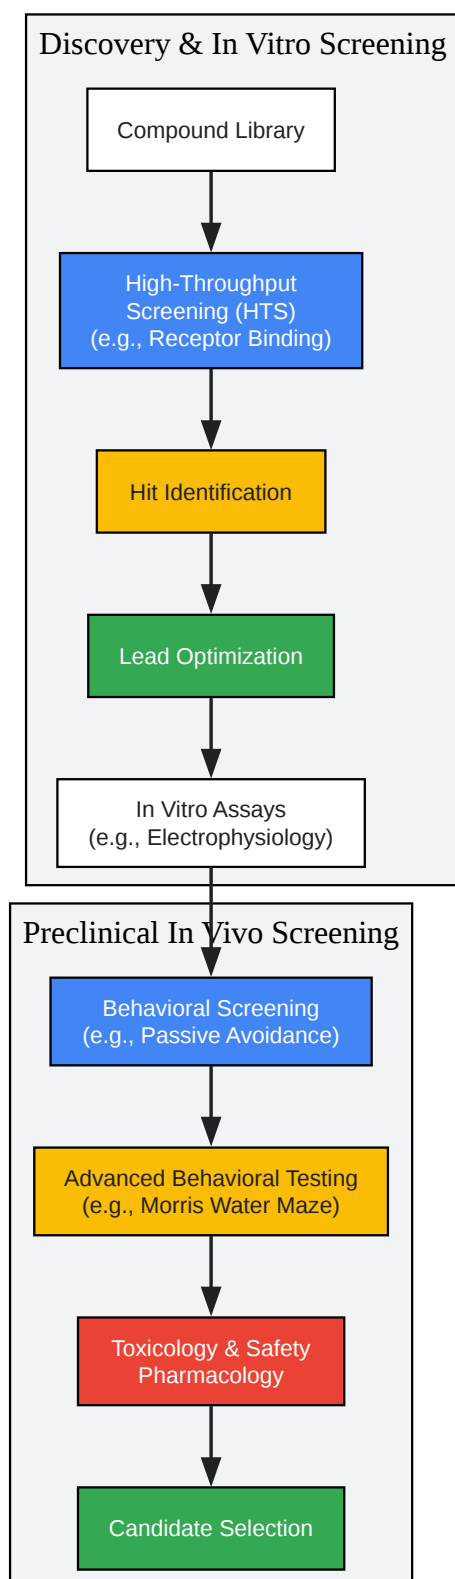 Discovery & In Vitro Screening
Compound Library
High-Throughput
Screening (HTS)
(e.g., Receptor Binding)
Hit Identification
Lead Optimization
In Vitro Assays
(e.g., Electrophysiology)
Preclinical In Vivo Screening
Behavioral Screening
(e.g., Passive Avoidance)
Advanced Behavioral Testing
(e.g., Morris Water Maze)
Toxicology & Safety
Pharmacology
Candidate Selection